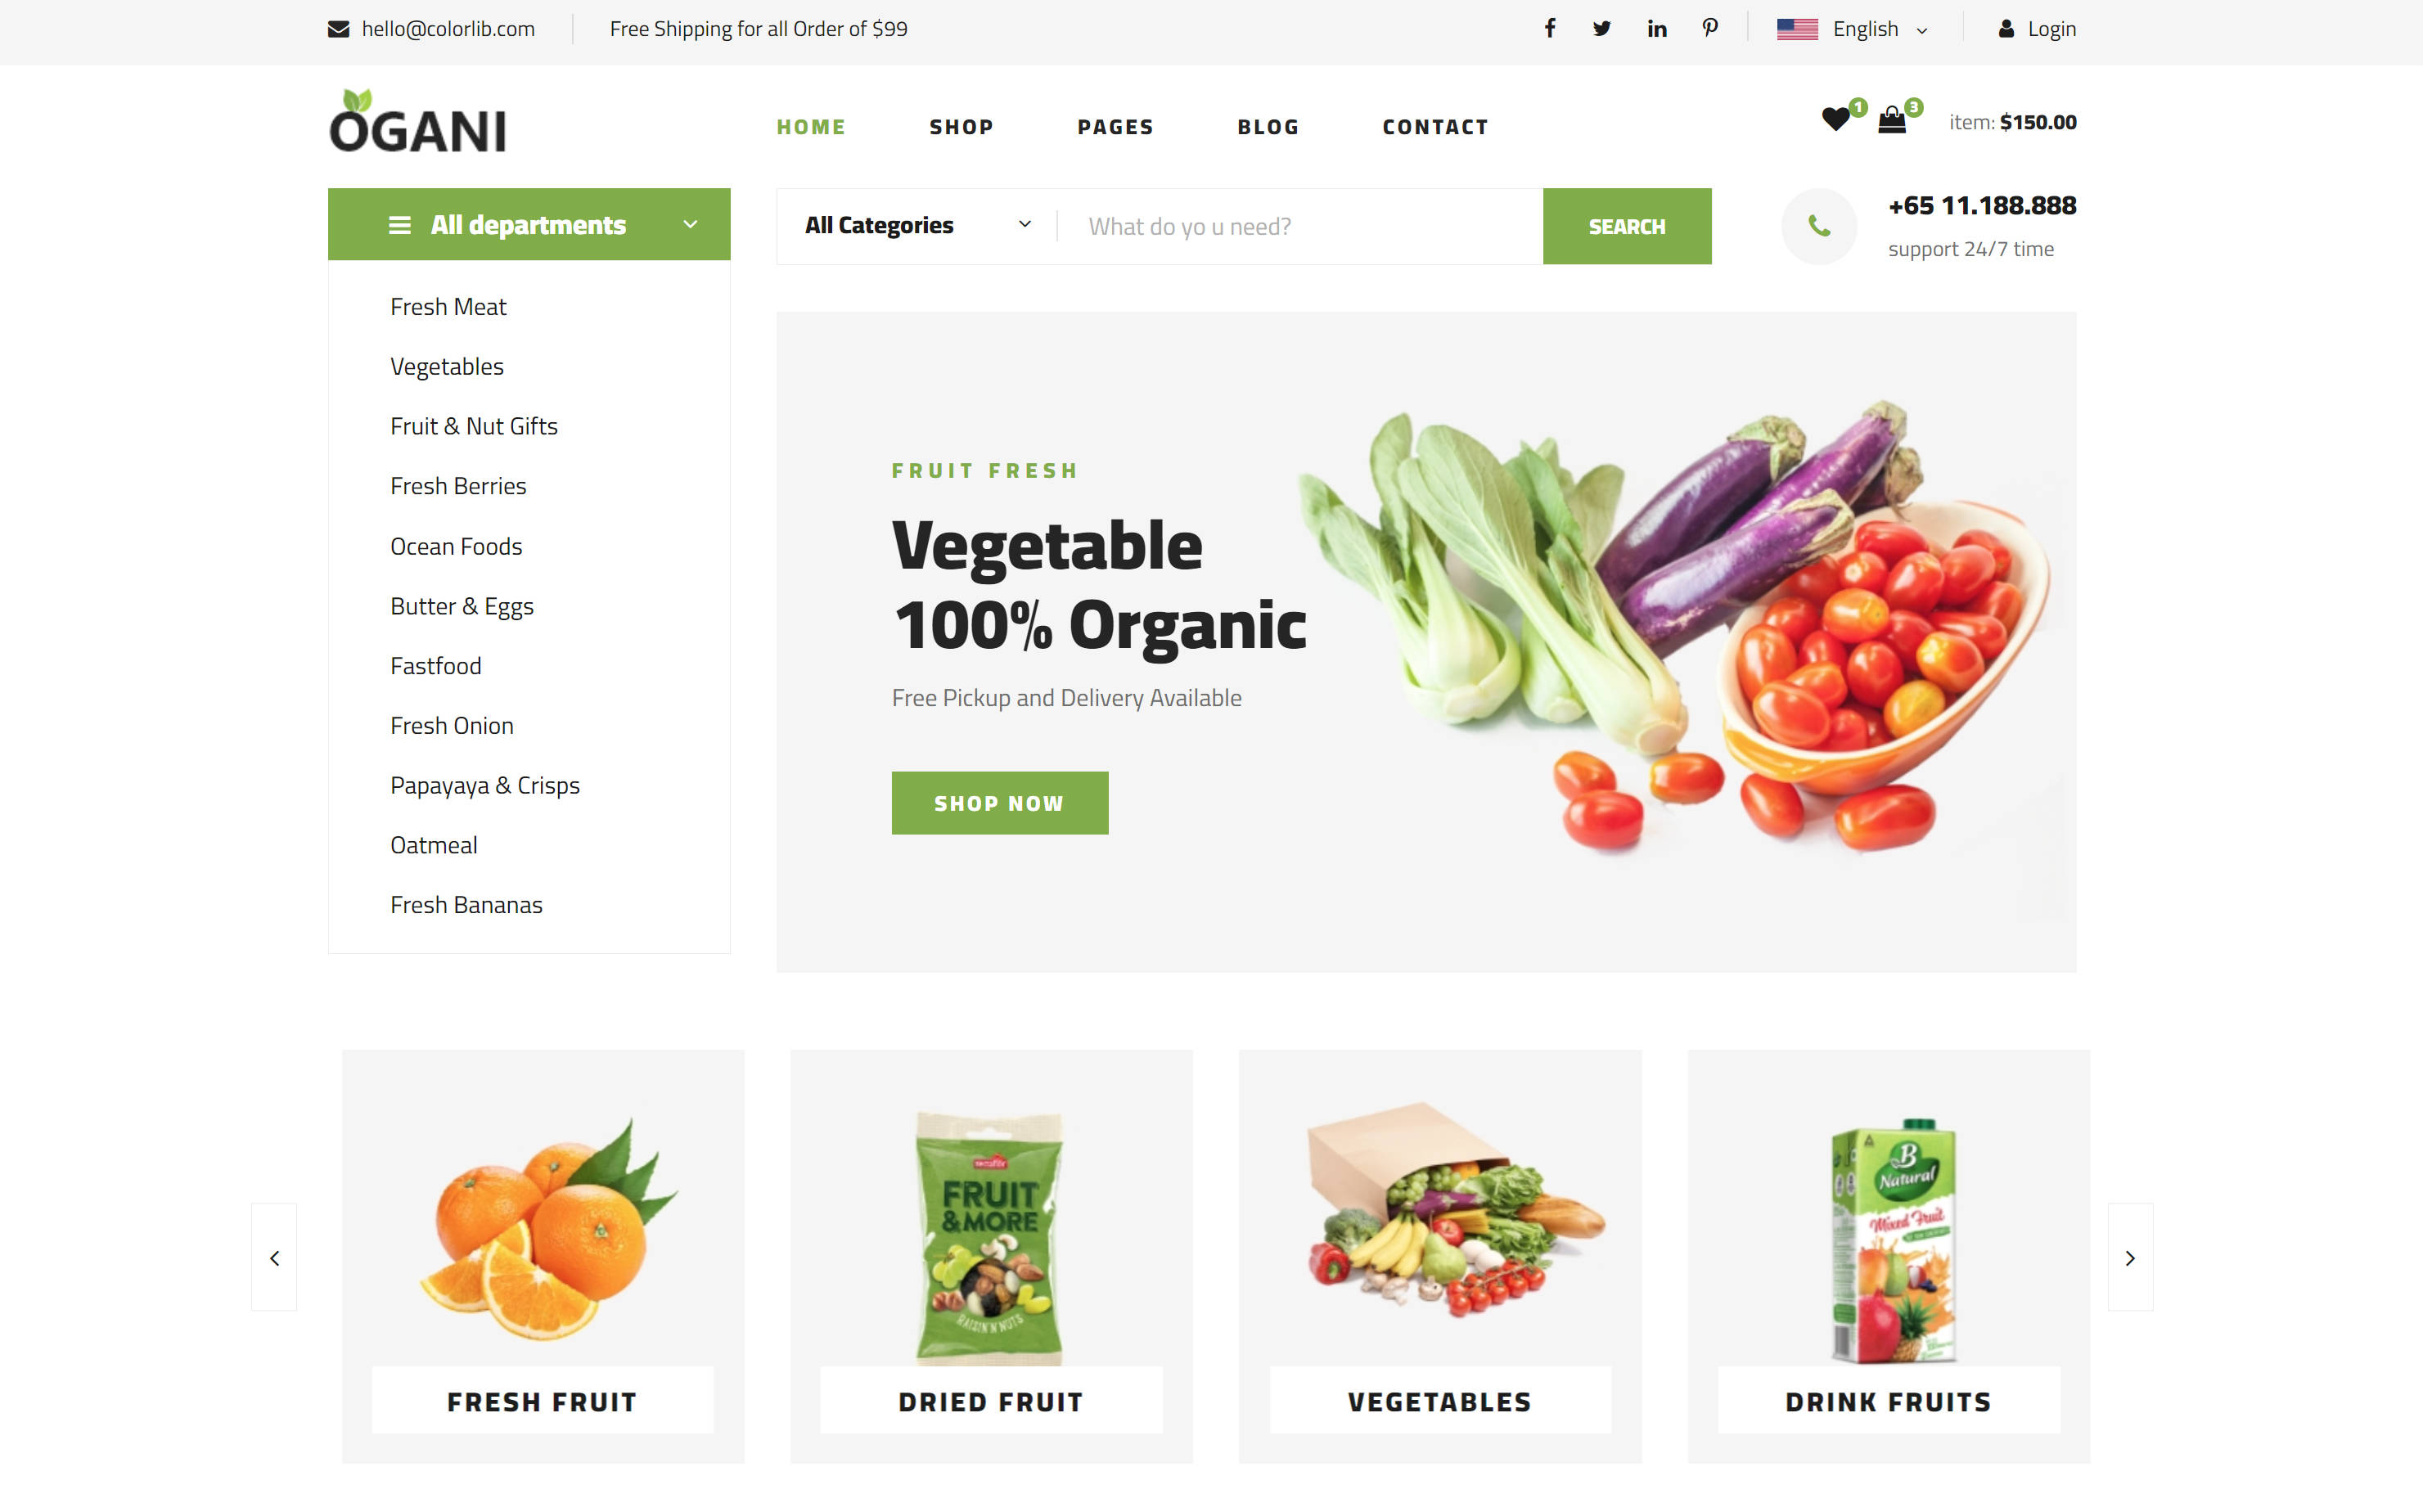 hello@colorlib.com
Free Shipping for all Order of $99
English
Login
OGANI
HOME
SHOP
PAGES
BLOG
CONTACT
1
3
item: $150.00
All departments
All Categories
What do yo u need?
SEARCH
+65 11.188.888
support 24/7 time
Fresh Meat
Vegetables
Fruit & Nut Gifts
Fresh Berries
Ocean Foods
Butter & Eggs
Fastfood
Fresh Onion
Papayaya & Crisps
Oatmeal
Fresh Bananas
FRUIT FRESH
Vegetable
100% Organic
Free Pickup and Delivery Available
SHOP NOW
FRUIT
& MORE
RAISIN N NUTS
B
Natural
Mixed Fruit
FRESH FRUIT
DRIED FRUIT
VEGETABLES
DRINK FRUITS